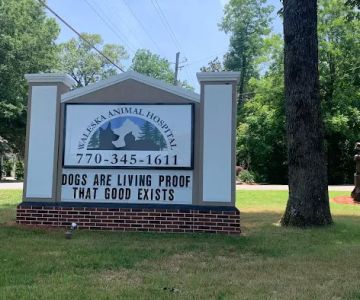 WALESKA ANIMAL HOSPITAL
770-345-1611
DOGS ARE LIVING PROOF
THAT GOOD EXISTS